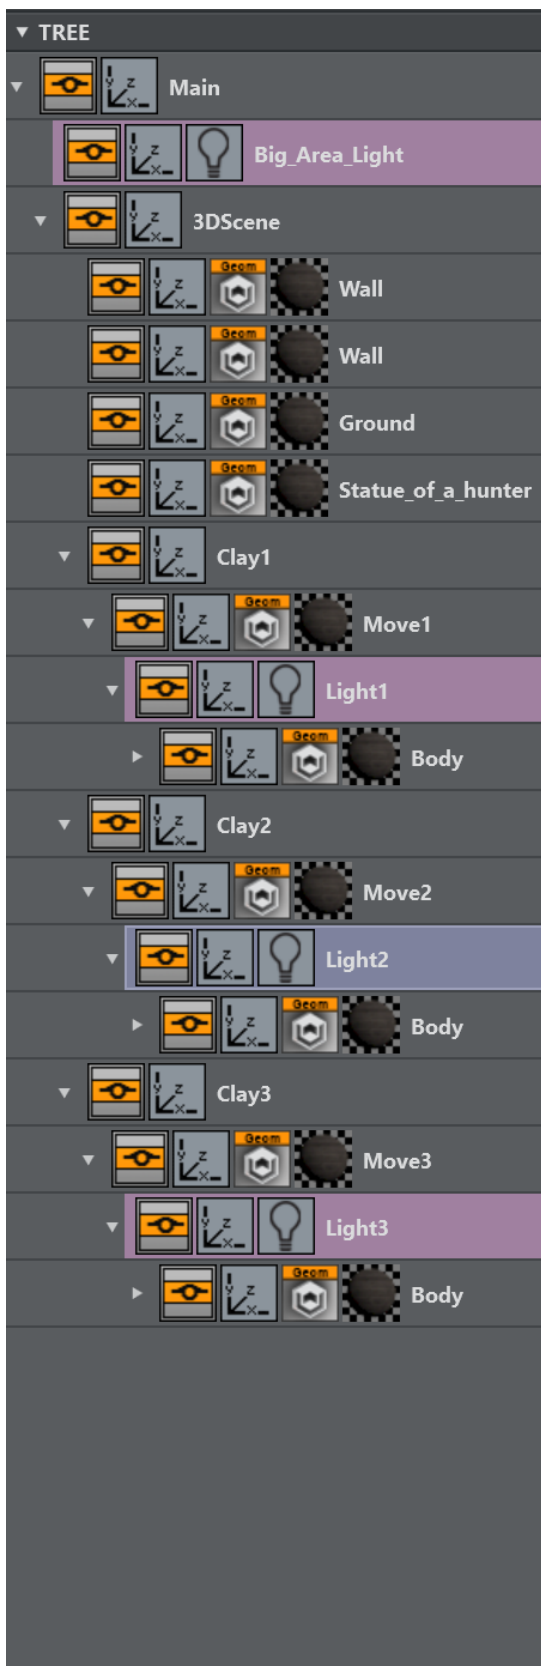 TREE
Main
Big_Area_Light
3DScene
Geom Wall
Geom Wall
Geom Ground
Geom Statue_of_a_hunter
Clay1
Geom Move1
Light1
Geom Body
Clay2
Geom Move2
Light2
Geom Body
Clay3
Geom Move3
Light3
Geom Body